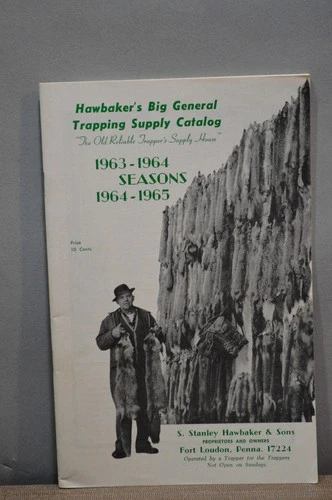 Hawbaker's Big General
Trapping Supply Catalog
"The Old Reliable Trapper's Supply House"
1963-1964
SEASONS
1964-1965
Price
50 Cents
S. Stanley Hawbaker & Sons
PROPRIETORS AND OWNERS
Fort Loudon, Penna. 17224
Operated by a Trapper for the Trappers
Not Open on Sundays